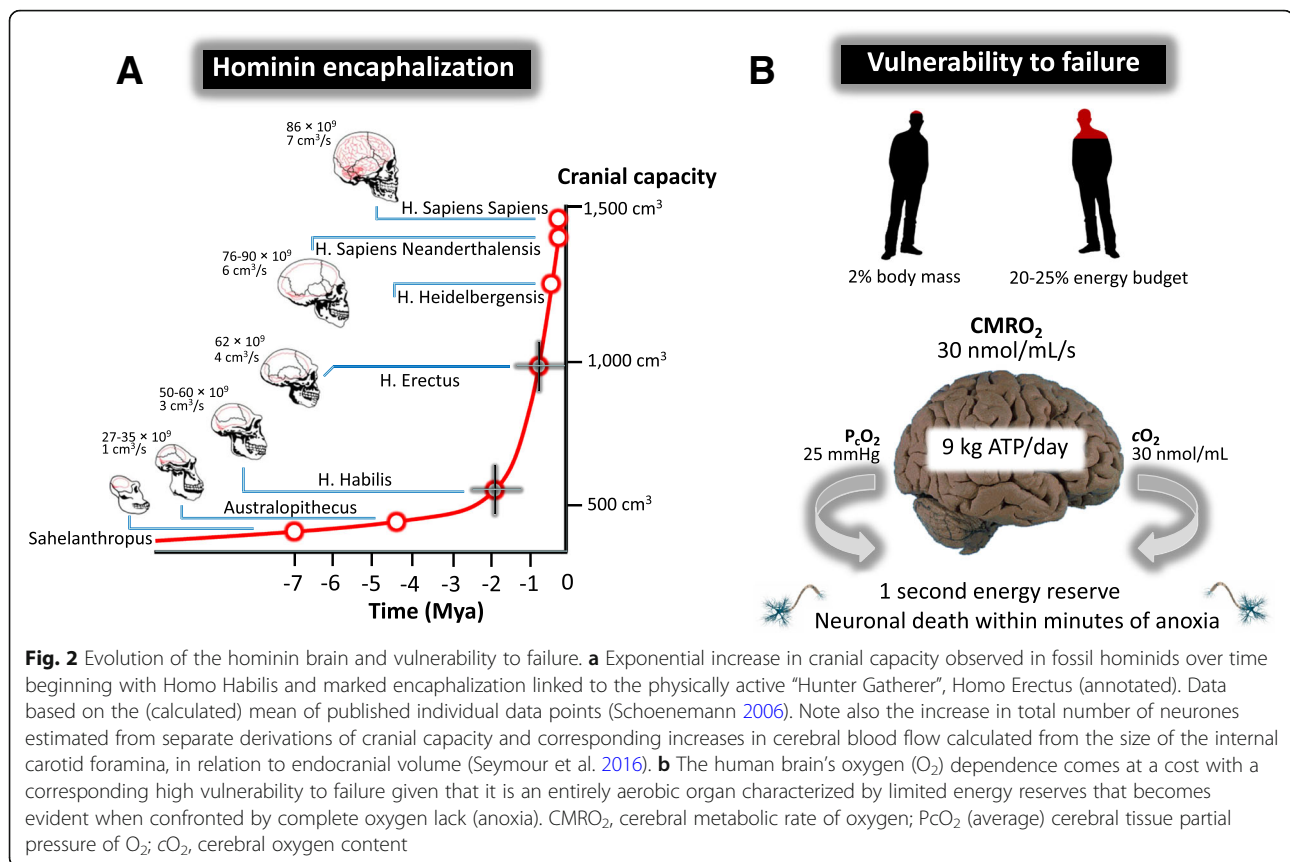 A
Hominin encaphalization
86 × 10⁹
7 cm³/s
Cranial capacity
1,500 cm³
H. Sapiens Sapiens
H. Sapiens Neanderthalensis
76-90 × 10⁹
6 cm³/s
H. Heidelbergensis
1,000 cm³
62 × 10⁹
4 cm³/s
H. Erectus
50-60 × 10⁹
3 cm³/s
27-35 × 10⁹
1 cm³/s
H. Habilis
500 cm³
Australopithecus
Sahelanthropus
-7 -6 -5 -4 -3 -2 -1 0
Time (Mya)
B
Vulnerability to failure
2% body mass
20-25% energy budget
CMRO₂
30 nmol/mL/s
PcO₂
25 mmHg
9 kg ATP/day
cO₂
30 nmol/mL
1 second energy reserve
Neuronal death within minutes of anoxia
Fig. 2 Evolution of the hominin brain and vulnerability to failure. a Exponential increase in cranial capacity observed in fossil hominids over time
beginning with Homo Habilis and marked encaphalization linked to the physically active “Hunter Gatherer”, Homo Erectus (annotated). Data
based on the (calculated) mean of published individual data points (Schoenemann 2006). Note also the increase in total number of neurones
estimated from separate derivations of cranial capacity and corresponding increases in cerebral blood flow calculated from the size of the internal
carotid foramina, in relation to endocranial volume (Seymour et al. 2016). b The human brain’s oxygen (O₂) dependence comes at a cost with a
corresponding high vulnerability to failure given that it is an entirely aerobic organ characterized by limited energy reserves that becomes
evident when confronted by complete oxygen lack (anoxia). CMRO₂, cerebral metabolic rate of oxygen; PcO₂ (average) cerebral tissue partial
pressure of O₂; cO₂, cerebral oxygen content